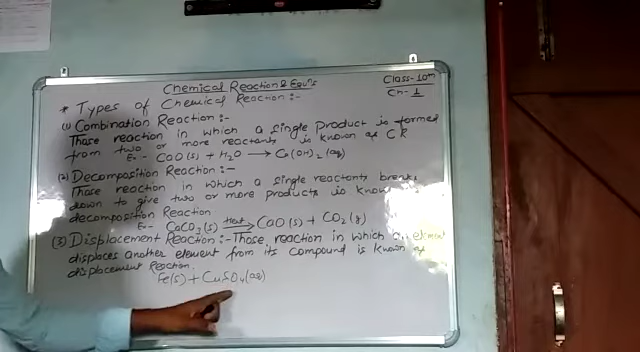 Chemical Reaction & Equns
Class-10th
Ch-1
* Types of Chemical Reaction:-
(1) Combination Reaction:-
Those reaction in which a single Product is formed
from two or more reactants is known as CR
Ex- CaO(s) + H2O → Ca(OH)2(aq)
(2) Decomposition Reaction:-
Those reaction in which a single reactants breaks
down to give two or more products is known
decomposition Reaction
Ex- CaCO3(s) Heat→ CaO(s) + CO2(g)
(3) Displacement Reaction:- Those reaction in which an element
displaces another element from its compound is known as
displacement Reaction.
Fe(s) + CuSO4(aq)